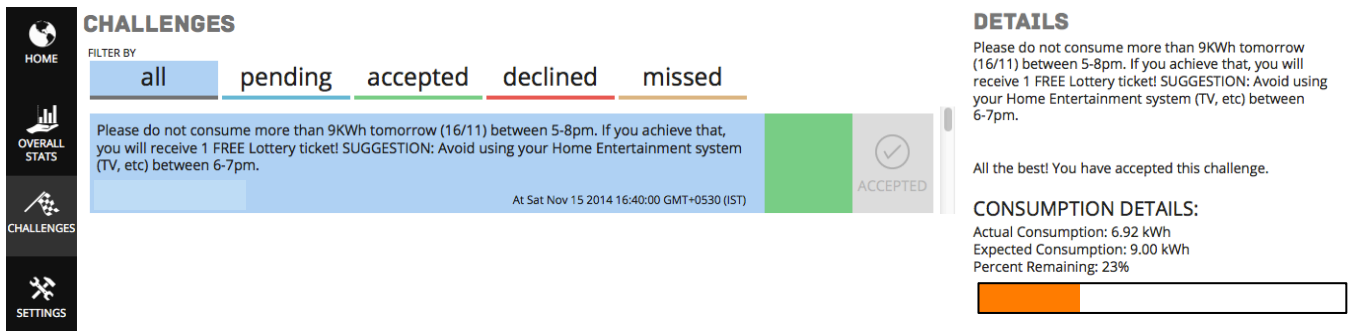 HOME
OVERALL
STATS
CHALLENGES
SETTINGS
CHALLENGES
FILTER BY
all pending accepted declined missed
Please do not consume more than 9KWh tomorrow (16/11) between 5-8pm. If you achieve that,
you will receive 1 FREE Lottery ticket! SUGGESTION: Avoid using your Home Entertainment system
(TV, etc) between 6-7pm.
At Sat Nov 15 2014 16:40:00 GMT+0530 (IST)
ACCEPTED
DETAILS
Please do not consume more than 9KWh tomorrow
(16/11) between 5-8pm. If you achieve that, you will
receive 1 FREE Lottery ticket! SUGGESTION: Avoid using
your Home Entertainment system (TV, etc) between
6-7pm.
All the best! You have accepted this challenge.
CONSUMPTION DETAILS:
Actual Consumption: 6.92 kWh
Expected Consumption: 9.00 kWh
Percent Remaining: 23%